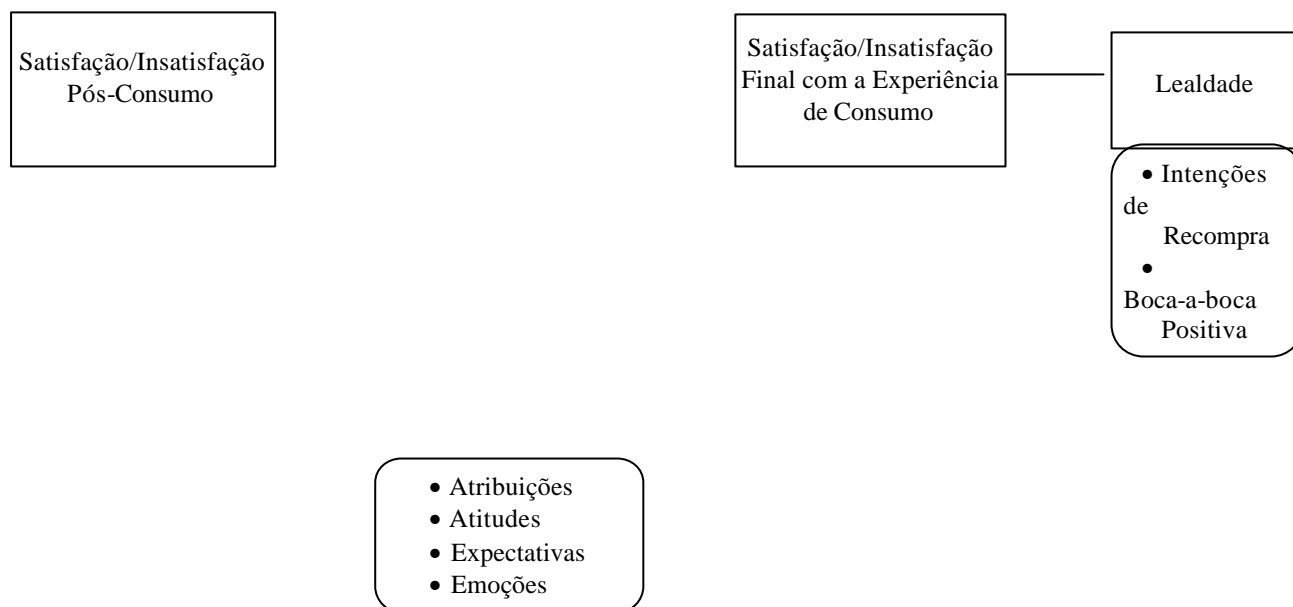 Satisfação/Insatisfação
Pós-Consumo
Satisfação/Insatisfação
Final com a Experiência
de Consumo
Lealdade
• Intenções
de
Recompra
•
Boca-a-boca
Positiva
• Atribuições
• Atitudes
• Expectativas
• Emoções